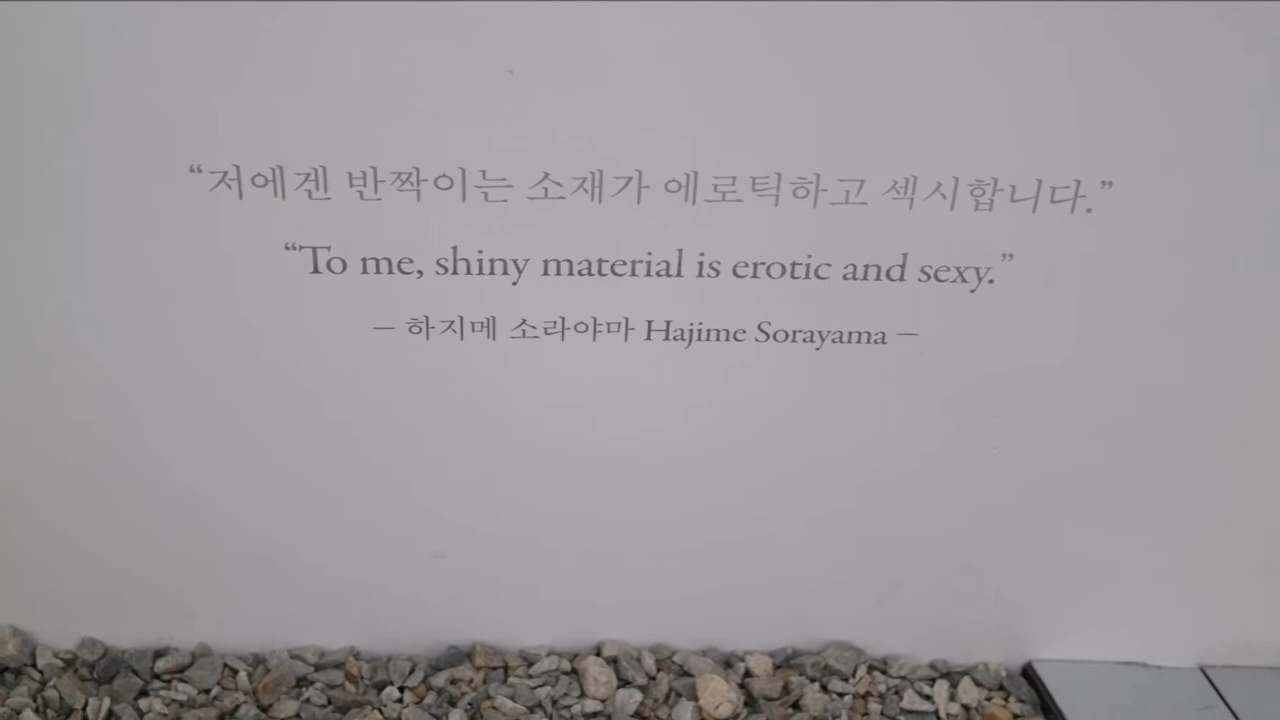 “저에겐 반짝이는 소재가 에로틱하고 섹시합니다.”
“To me, shiny material is erotic and sexy.”
— 하지메 소라야마 Hajime Sorayama —